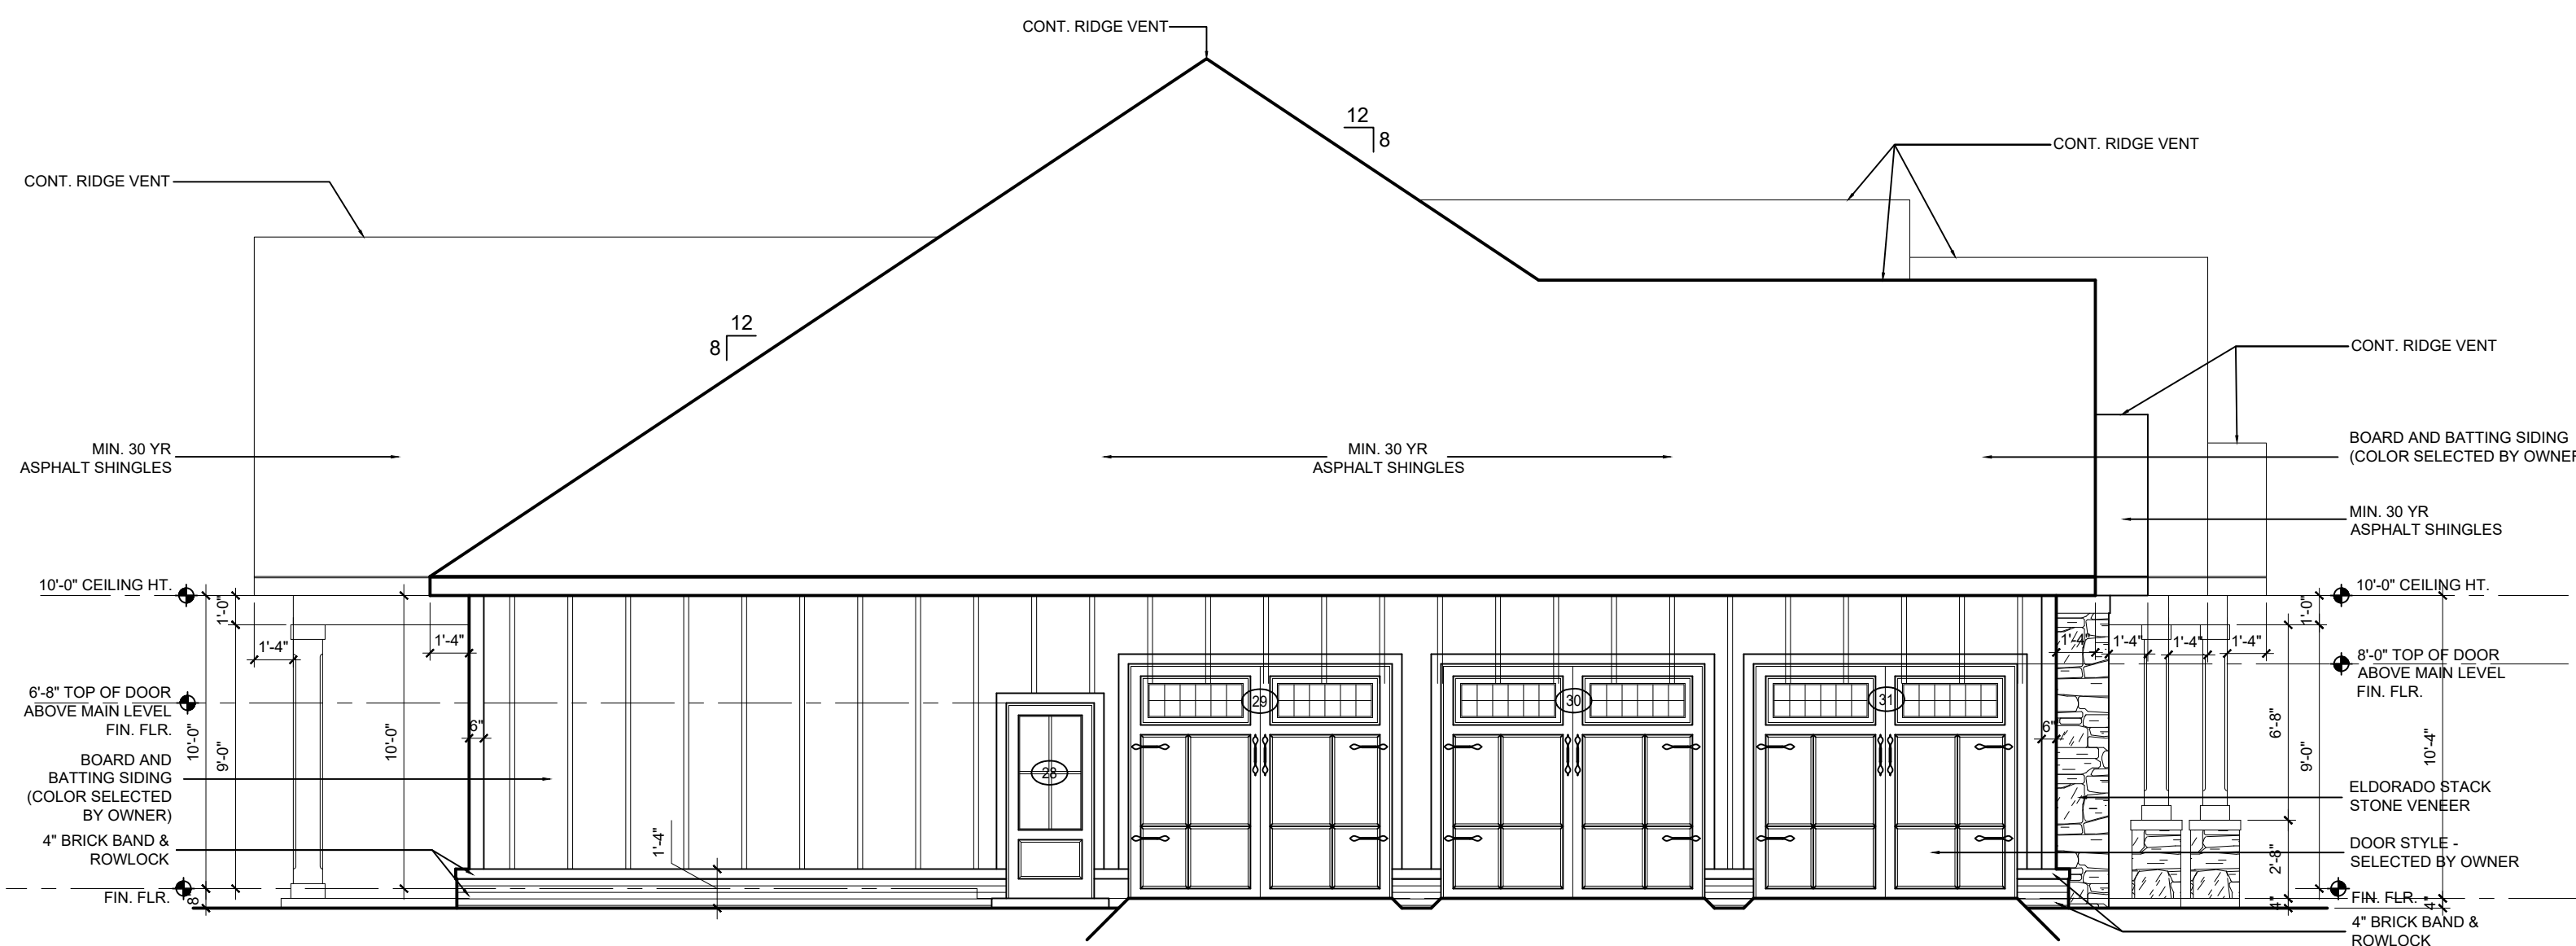 CONT. RIDGE VENT
12
8
CONT. RIDGE VENT
CONT. RIDGE VENT
12
8
CONT. RIDGE VENT
MIN. 30 YR
ASPHALT SHINGLES
MIN. 30 YR
ASPHALT SHINGLES
BOARD AND BATTING SIDING
(COLOR SELECTED BY OWNER
MIN. 30 YR
ASPHALT SHINGLES
10'-0" CEILING HT.
1'-0"
1'-4"
1'-4"
6'-8" TOP OF DOOR
ABOVE MAIN LEVEL
FIN. FLR.
10'-0"
9'-0"
10'-0"
6"
BOARD AND
BATTING SIDING
(COLOR SELECTED
BY OWNER)
4" BRICK BAND &
ROWLOCK
FIN. FLR.
8"
1'-4"
28
29
30
31
6"
10'-0" CEILING HT.
1'-0"
1'-4"
1'-4"
1'-4"
1'-4"
8'-0" TOP OF DOOR
ABOVE MAIN LEVEL
FIN. FLR.
6'-8"
9'-0"
10'-4"
2'-8"
ELDORADO STACK
STONE VENEER
DOOR STYLE -
SELECTED BY OWNER
4"
FIN. FLR.
4"
4" BRICK BAND &
ROWLOCK